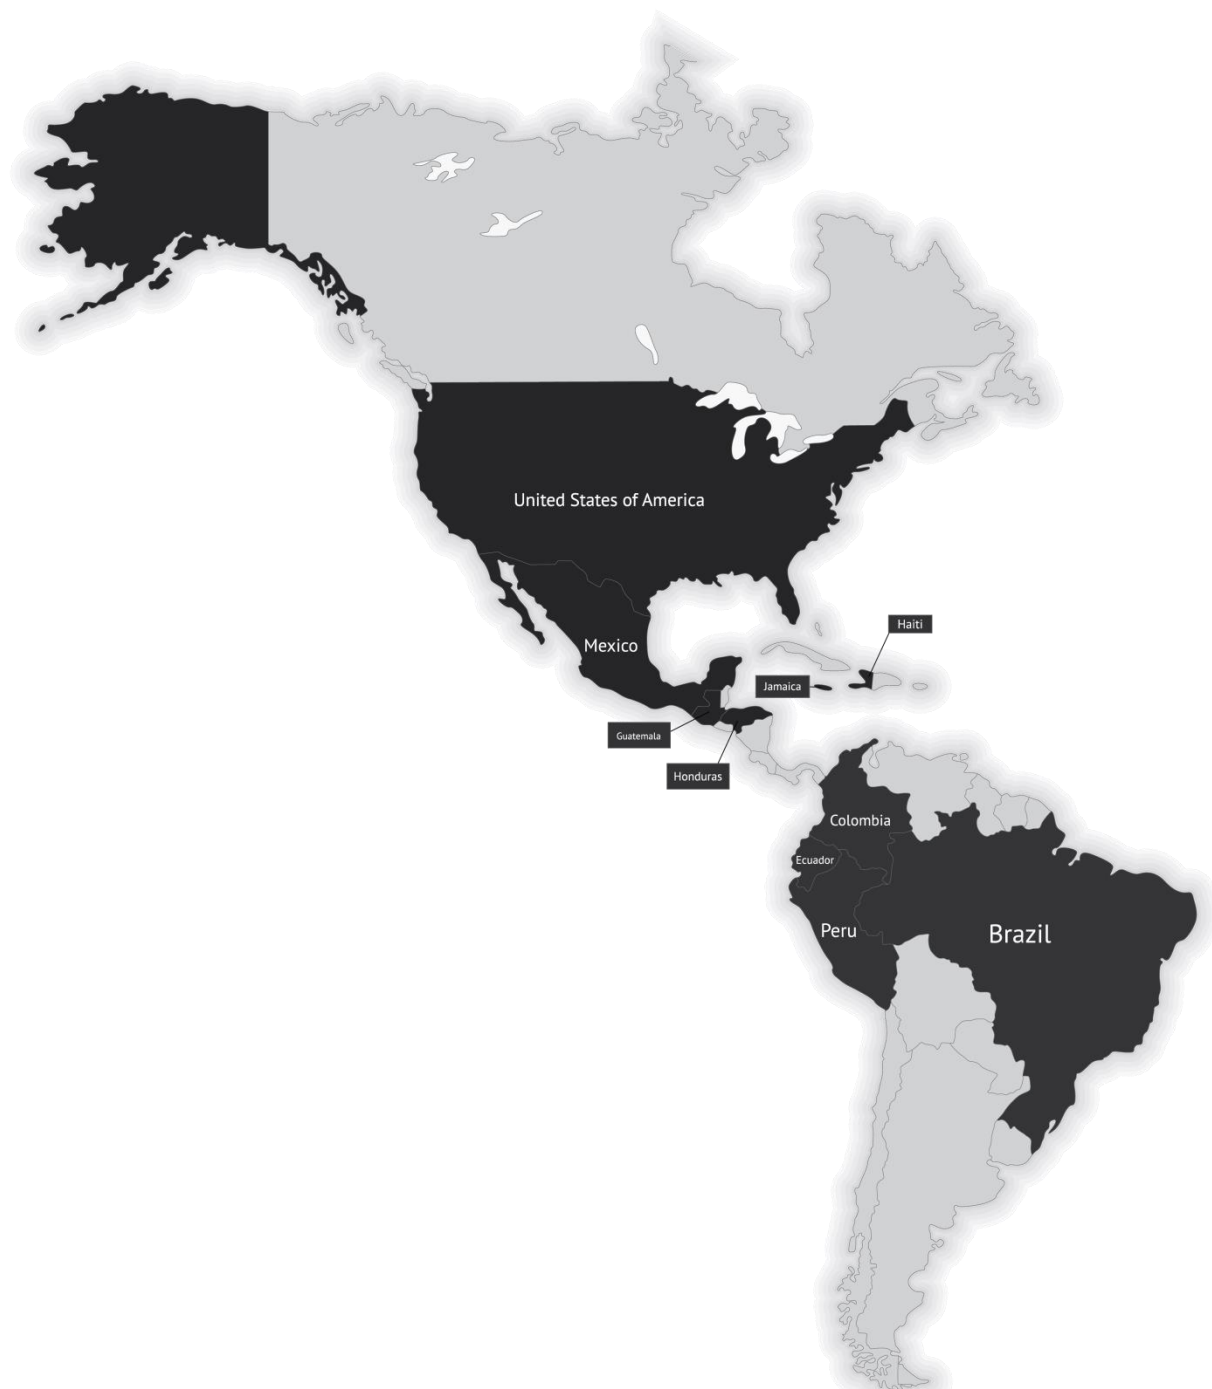 United States of America
Haiti
Mexico
Jamaica
Guatemala
Honduras
Colombia
Ecuador
Peru
Brazil